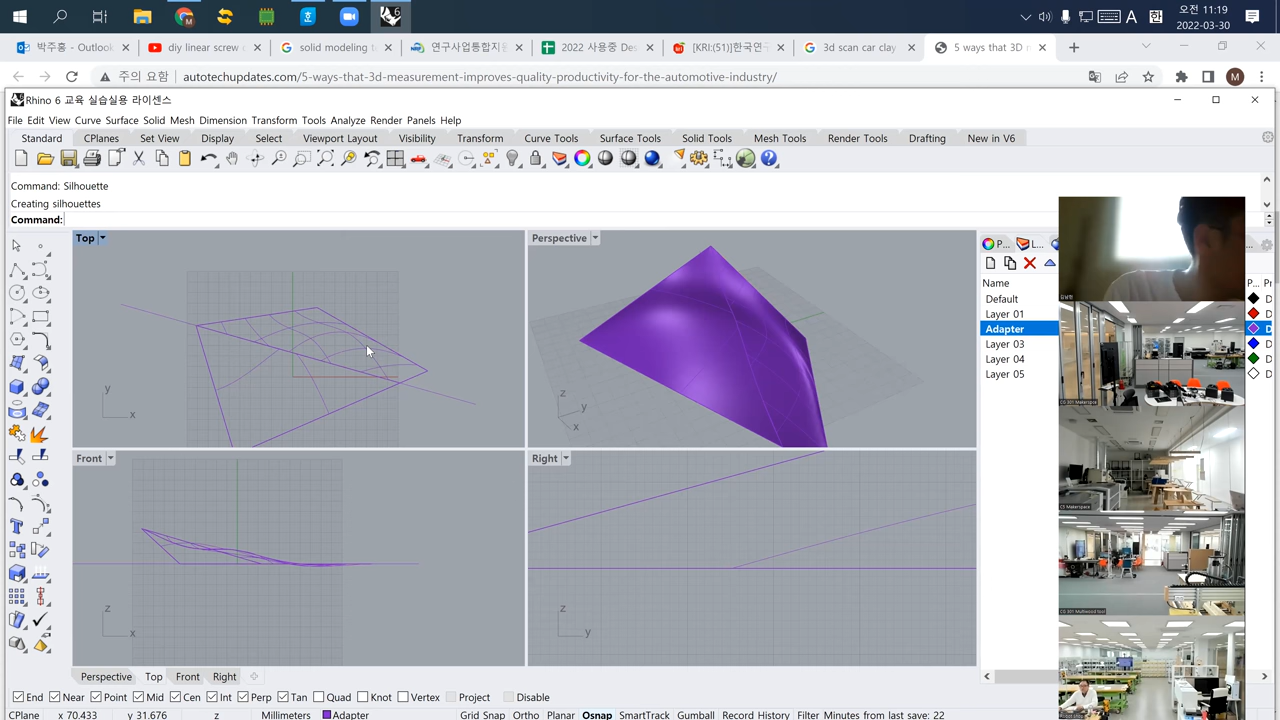 오전 11:19
2022-03-30
6
A 한
박주홍 - Outlook
diy linear screw
solid modeling t
연구사업통합지원
2022 사용중 De
[KRI:(51)]한국연구
3d scan car clay
5 ways that 3D m
주의 요함
autotechupdates.com/5-ways-that-3d-measurement-improves-quality-productivity-for-the-automotive-industry/
M
Rhino 6 교육 실습실용 라이센스
File Edit View Curve Surface Solid Mesh Dimension Transform Tools Analyze Render Panels Help
Standard CPlanes Set View Display Select Viewport Layout Visibility Transform Curve Tools Surface Tools Solid Tools Mesh Tools Render Tools Drafting New in V6
Command: Silhouette
Creating silhouettes
Command:
Top
Perspective
P...
L...
Name
P... Pr
Default
Layer 01
Adapter
Layer 03
Layer 04
Layer 05
y
x
z
y
x
Front
Right
z
x
z
y
Perspective Top Front Right
End Near Point Mid Cen Int Perp Tan Quad Knot Vertex Project Disable
CPlane x 70.433 y 31.676 z Millimeters Adapter Grid Snap Ortho Planar Osnap SmartTrack Gumball Record History Filter Minutes from last save: 22